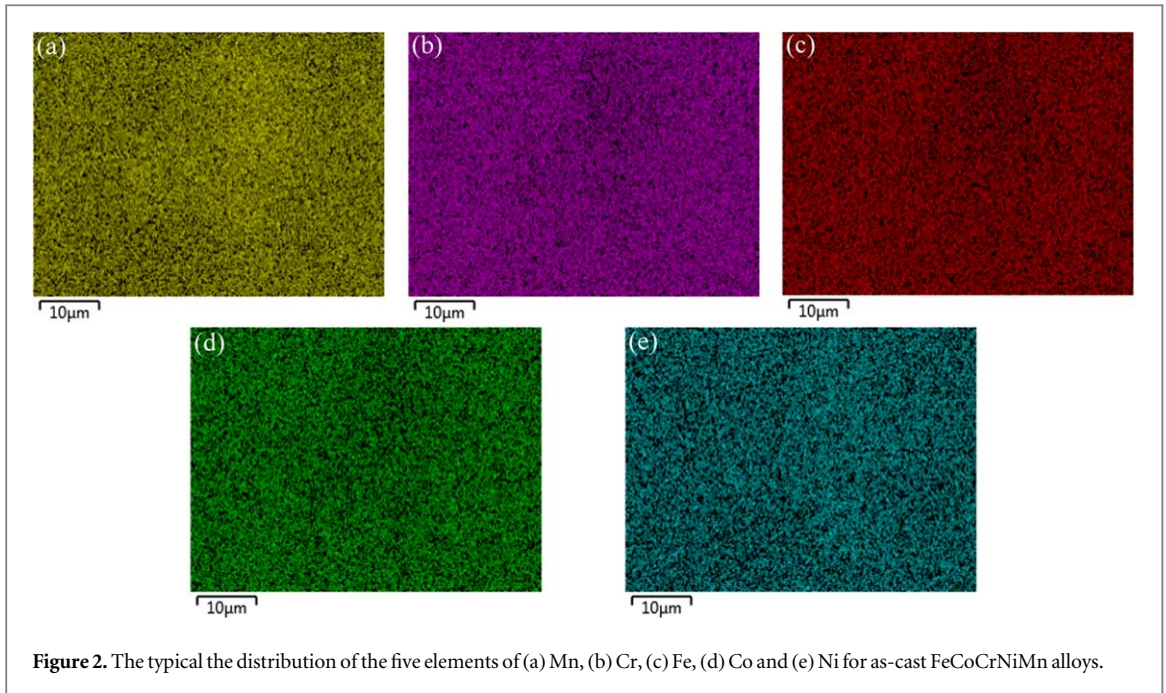 (a)
(b)
(c)
10μm
10μm
10μm
(d)
(e)
10μm
10μm
Figure 2. The typical the distribution of the five elements of (a) Mn, (b) Cr, (c) Fe, (d) Co and (e) Ni for as-cast FeCoCrNiMn alloys.